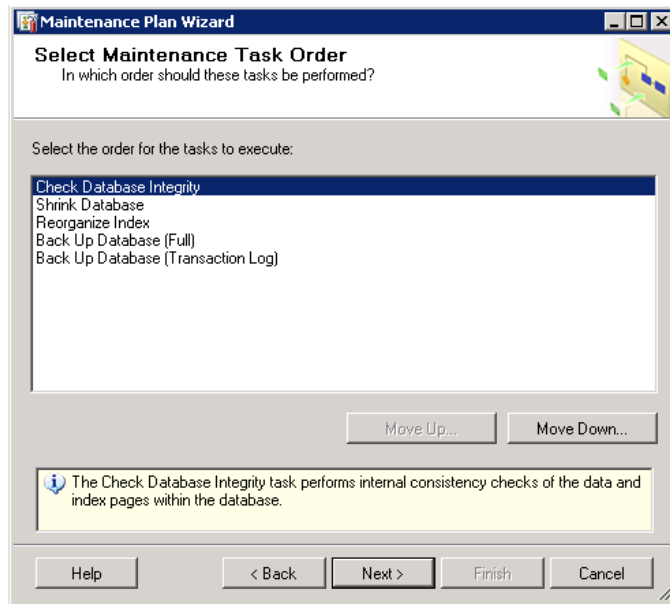 Maintenance Plan Wizard
Select Maintenance Task Order
In which order should these tasks be performed?
Select the order for the tasks to execute:
Check Database Integrity
Shrink Database
Reorganize Index
Back Up Database (Full)
Back Up Database (Transaction Log)
Move Up...
Move Down...
The Check Database Integrity task performs internal consistency checks of the data and
index pages within the database.
Help
< Back
Next >
Finish
Cancel